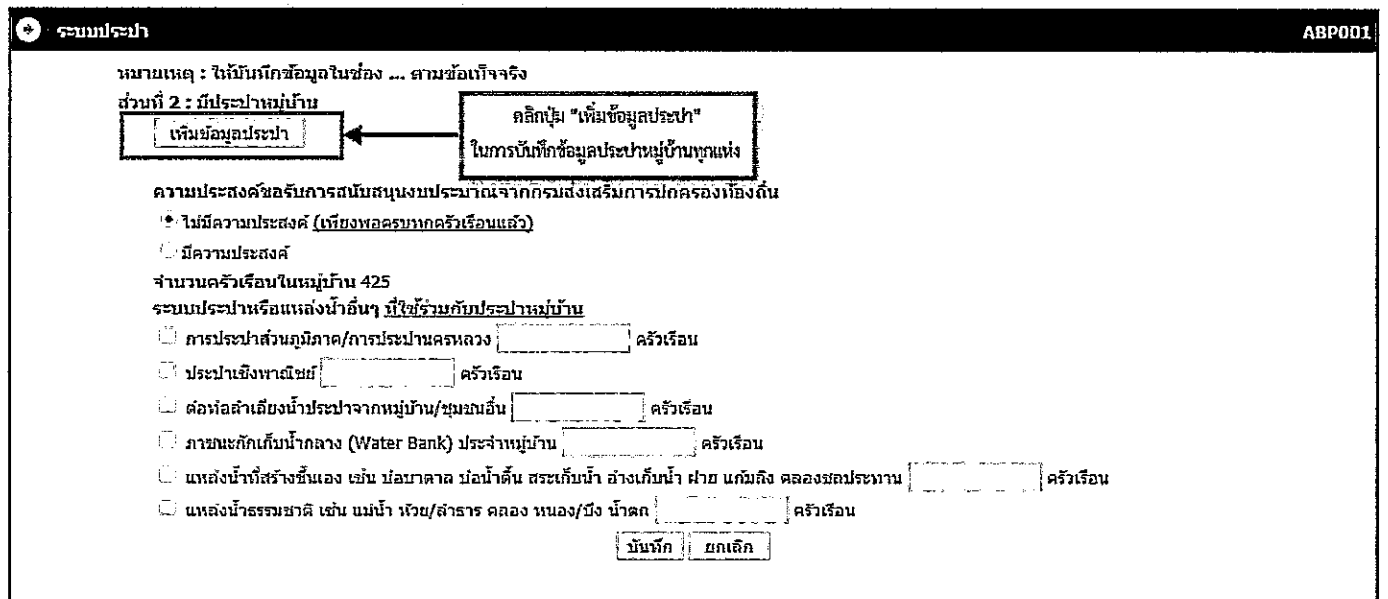 ระบบประปา ABP001
หมายเหตุ : ให้บันทึกข้อมูลในช่อง ... ตามข้อเท็จจริง
ส่วนที่ 2 : มีประปาหมู่บ้าน
เพิ่มข้อมูลประปา
คลิกปุ่ม "เพิ่มข้อมูลประปา"
ในการบันทึกข้อมูลประปาหมู่บ้านทุกแห่ง
ความประสงค์ขอรับการสนับสนุนงบประมาณจากกรมส่งเสริมการปกครองท้องถิ่น
ไม่มีความประสงค์ (เพียงพอครบทุกครัวเรือนแล้ว)
มีความประสงค์
จำนวนครัวเรือนในหมู่บ้าน 425
ระบบประปาหรือแหล่งน้ำอื่นๆ ที่ใช้ร่วมกับประปาหมู่บ้าน
การประปาส่วนภูมิภาค/การประปานครหลวง ครัวเรือน
ประปาเชิงพาณิชย์ ครัวเรือน
ต่อท่อลำเลียงน้ำประปาจากหมู่บ้าน/ชุมชนอื่น ครัวเรือน
ภาชนะกักเก็บน้ำกลาง (Water Bank) ประจำหมู่บ้าน ครัวเรือน
แหล่งน้ำที่สร้างขึ้นเอง เช่น บ่อบาดาล บ่อน้ำตื้น สระเก็บน้ำ อ่างเก็บน้ำ ฝาย แก้มลิง คลองชลประทาน ครัวเรือน
แหล่งน้ำธรรมชาติ เช่น แม่น้ำ ห้วย/ลำธาร คลอง หนอง/บึง น้ำตก ครัวเรือน
บันทึก ยกเลิก